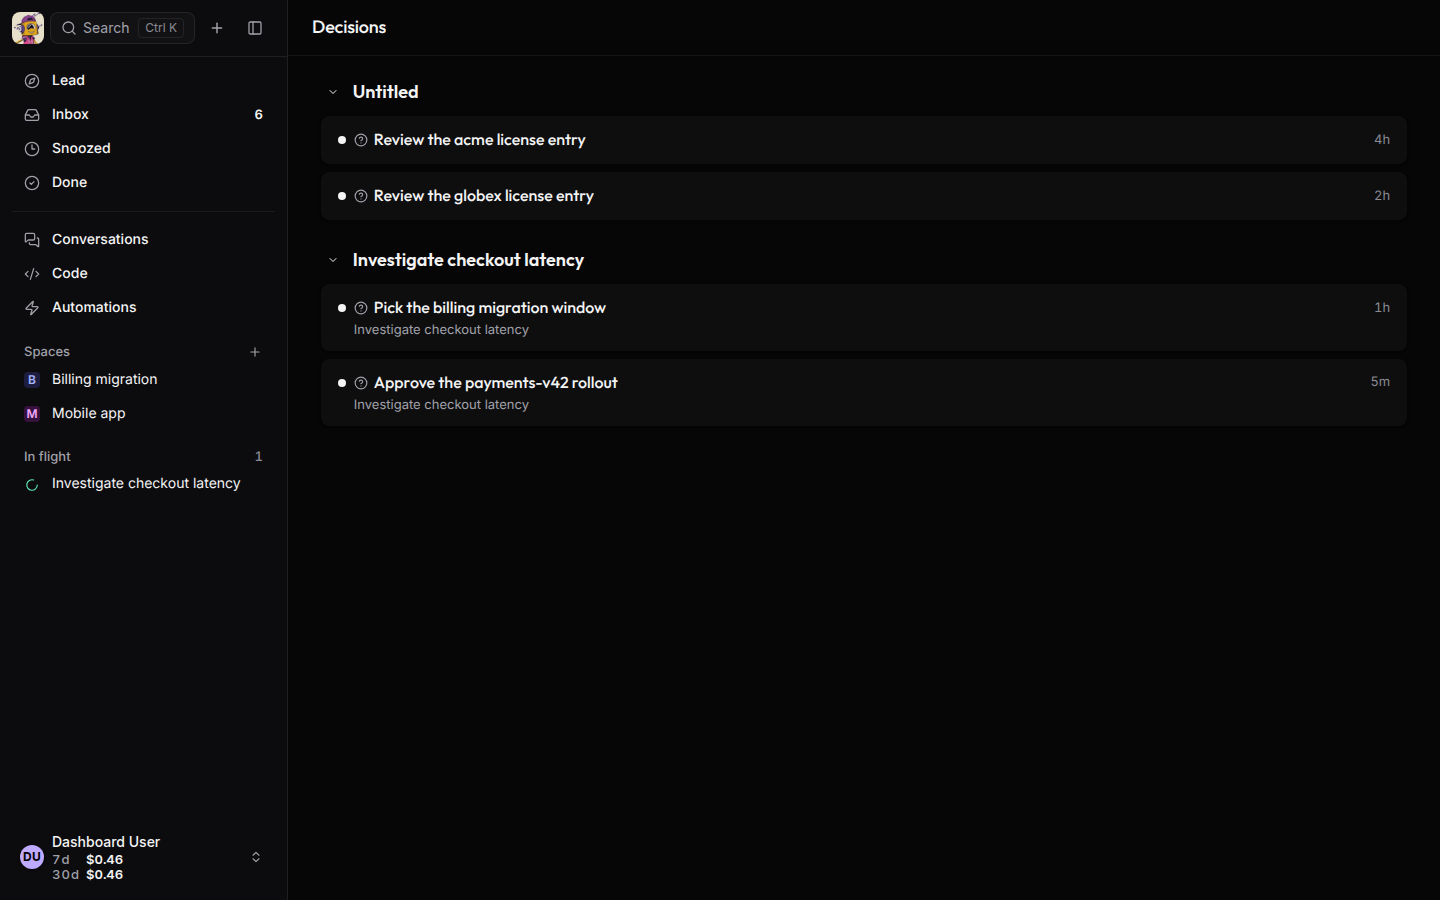 Search Ctrl K
Decisions
Lead
Inbox 6
Snoozed
Done
Conversations
Code
Automations
Spaces
B Billing migration
M Mobile app
In flight 1
Investigate checkout latency
DU Dashboard User
7d $0.46
30d $0.46
Untitled
Review the acme license entry 4h
Review the globex license entry 2h
Investigate checkout latency
Pick the billing migration window 1h
Investigate checkout latency
Approve the payments-v42 rollout 5m
Investigate checkout latency